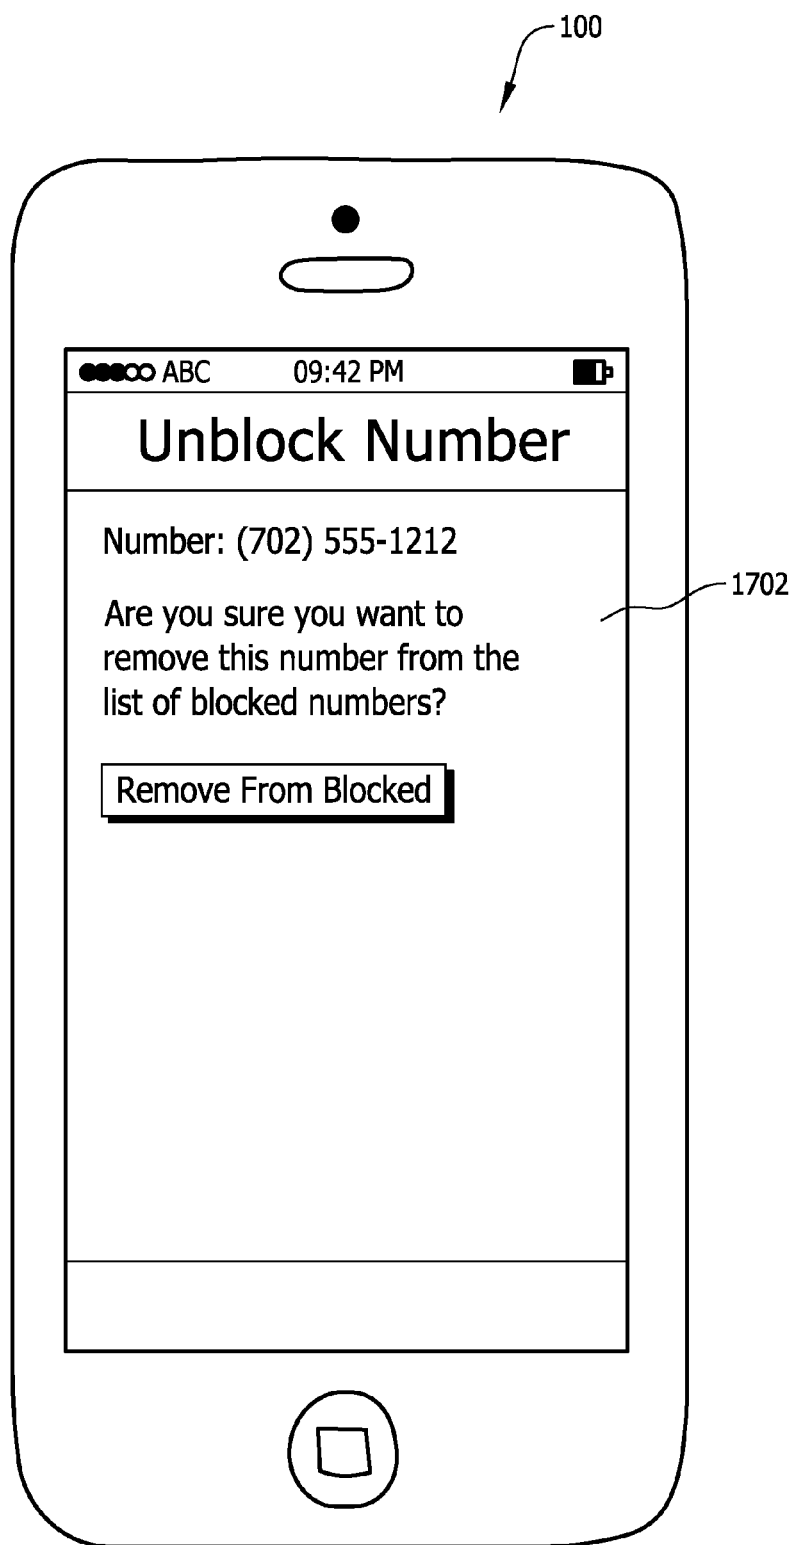 100
ABC 09:42 PM
Unblock Number
Number: (702) 555-1212
1702
Are you sure you want to
remove this number from the
list of blocked numbers?
Remove From Blocked